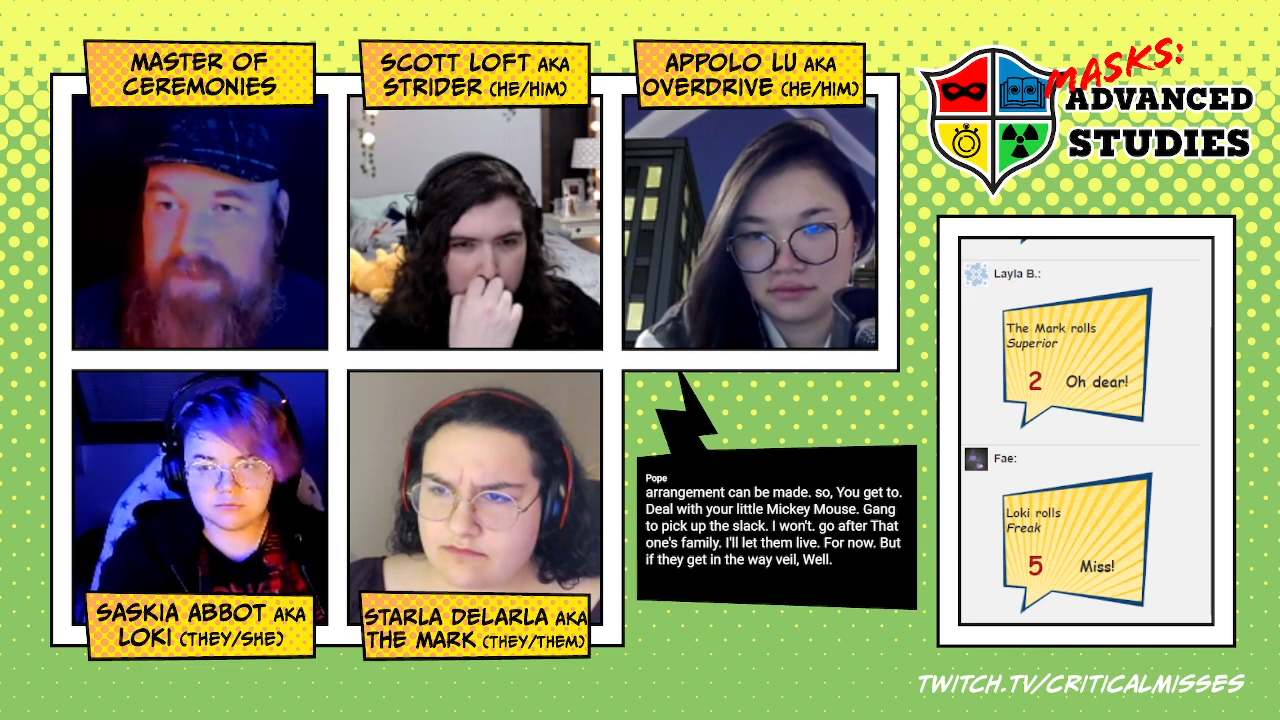 MASTER OF
CEREMONIES
SCOTT LOFT AKA
STRIDER (HE/HIM)
APPOLO LU AKA
OVERDRIVE (HE/HIM)
MASKS:
ADVANCED
STUDIES
SASKIA ABBOT AKA
LOKI (THEY/SHE)
STARLA DELARLA AKA
THE MARK (THEY/THEM)
Pope
arrangement can be made. so, You get to.
Deal with your little Mickey Mouse. Gang
to pick up the slack. I won't. go after That
one's family. I'll let them live. For now. But
if they get in the way veil, Well.
Layla B.:
The Mark rolls
Superior
2 Oh dear!
Fae:
Loki rolls
Freak
5 Miss!
TWITCH.TV/CRITICALMISSES